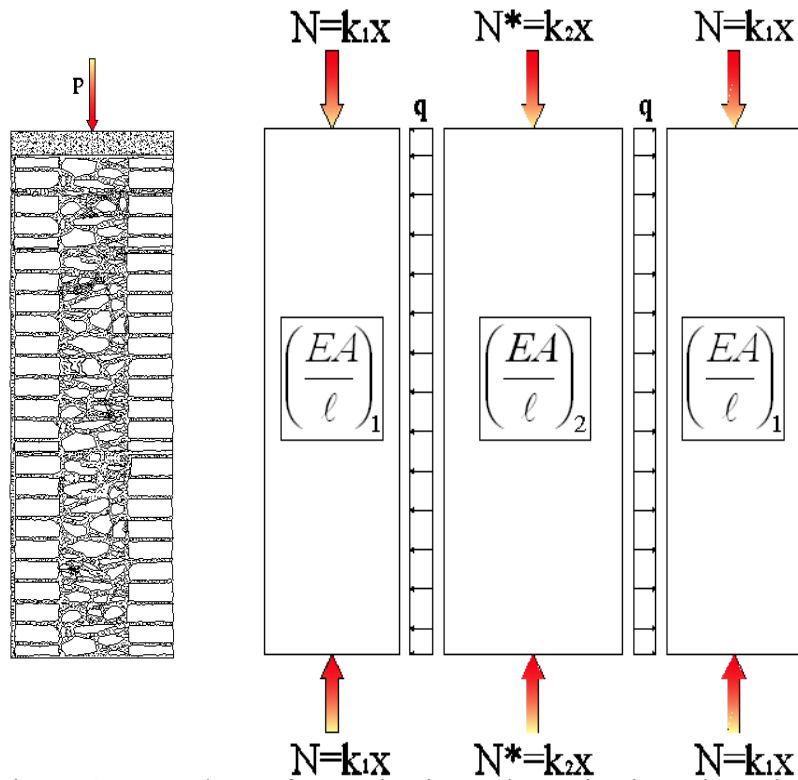 N=k₁x N*=k₂x N=k₁x
P
q q
(EA/ℓ)₁ (EA/ℓ)₂ (EA/ℓ)₁
N=k₁x N*=k₂x N=k₁x